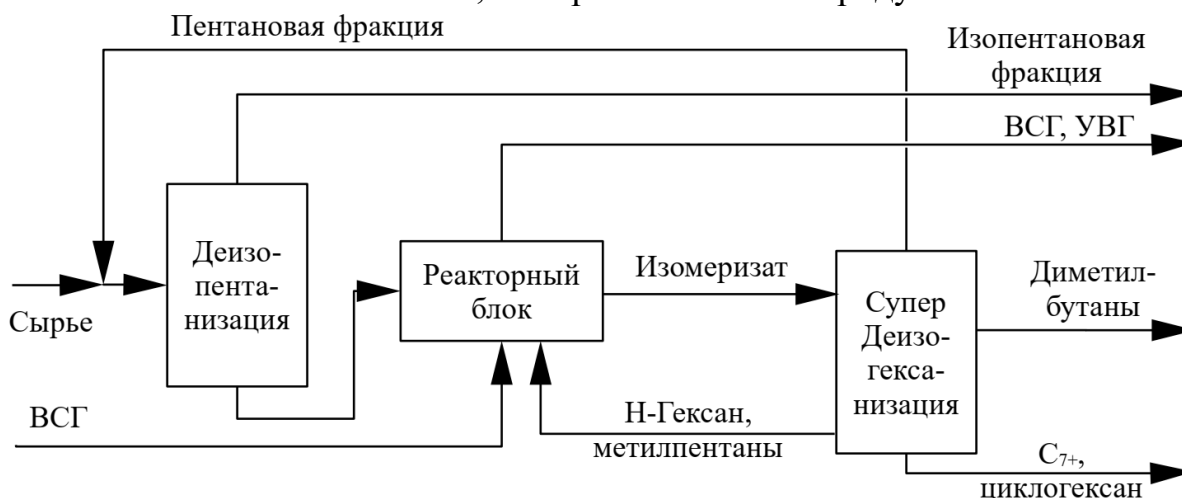 Пентановая фракция
Изопентановая
фракция
ВСГ, УВГ
Деизо-
пента-
низация
Реакторный
блок
Изомеризат
Супер
Деизо-
гекса-
низация
Диметил-
бутаны
Сырье
ВСГ
Н-Гексан,
метилпентаны
С7+,
циклогексан